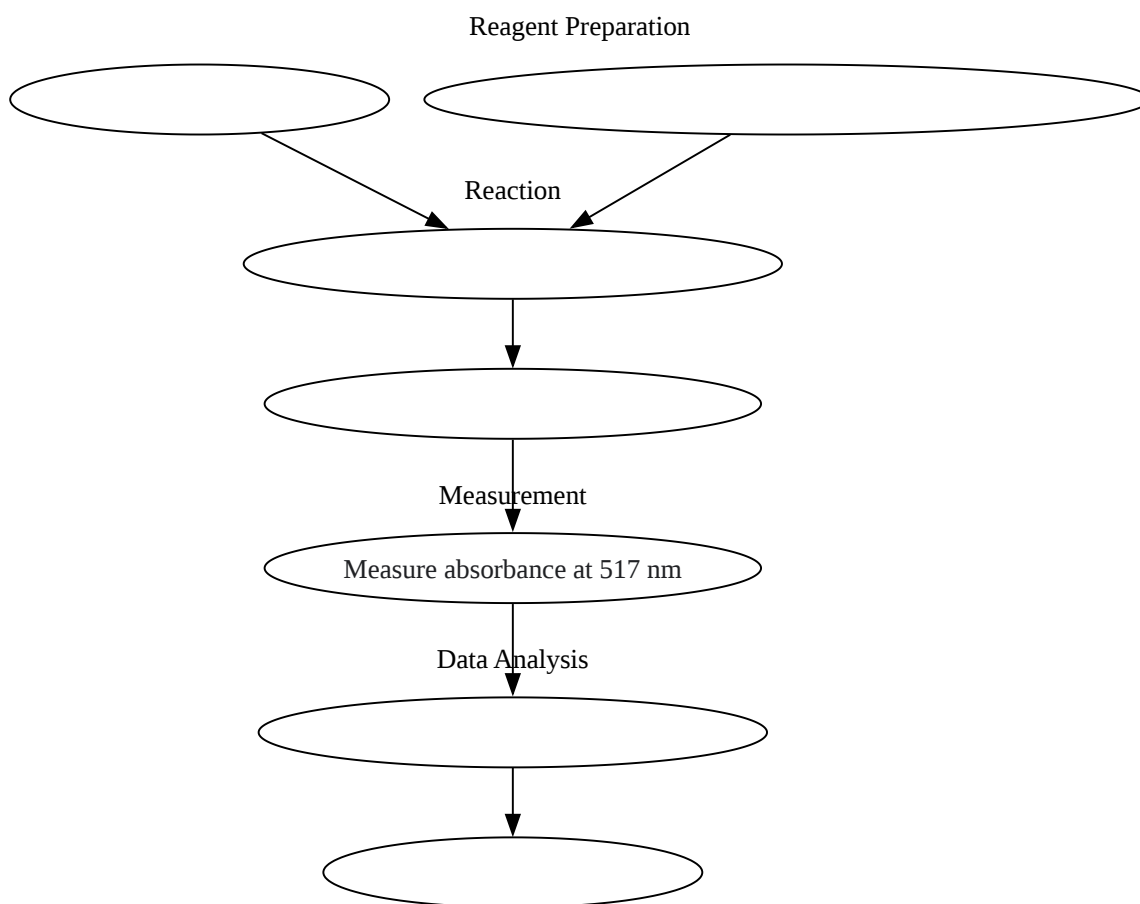 Reagent Preparation
Reaction
Measurement
Measure absorbance at 517 nm
Data Analysis